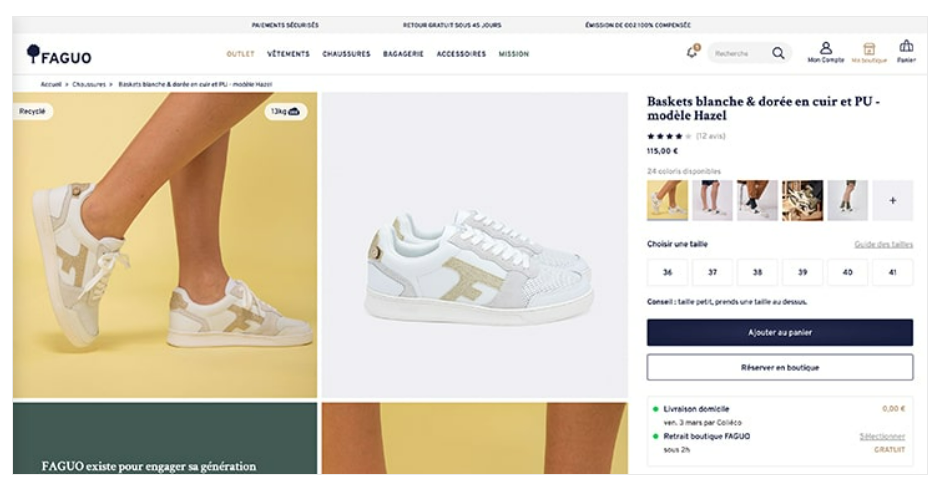 PAIEMENTS SÉCURISÉS
RETOUR GRATUIT SOUS 45 JOURS
ÉMISSION DE CO2 100% COMPENSÉE
FAGUO
OUTLET VÊTEMENTS CHAUSSURES BAGAGERIE ACCESSOIRES MISSION
Recherche
Mon Compte
Ma boutique
Panier
Accueil > Chaussures > Baskets blanche & dorée en cuir et PU - modèle Hazel
Recyclé
13kg
Baskets blanche & dorée en cuir et PU -
modèle Hazel
(12 avis)
115,00 €
24 coloris disponibles
+
Choisir une taille
Guide des tailles
36 37 38 39 40 41
Conseil : taille petit, prends une taille au dessus.
Ajouter au panier
Réserver en boutique
Livraison domicile 0,00 €
ven. 3 mars par Coliéco
Retrait boutique FAGUO Sélectionner
sous 2h GRATUIT
FAGUO existe pour engager sa génération